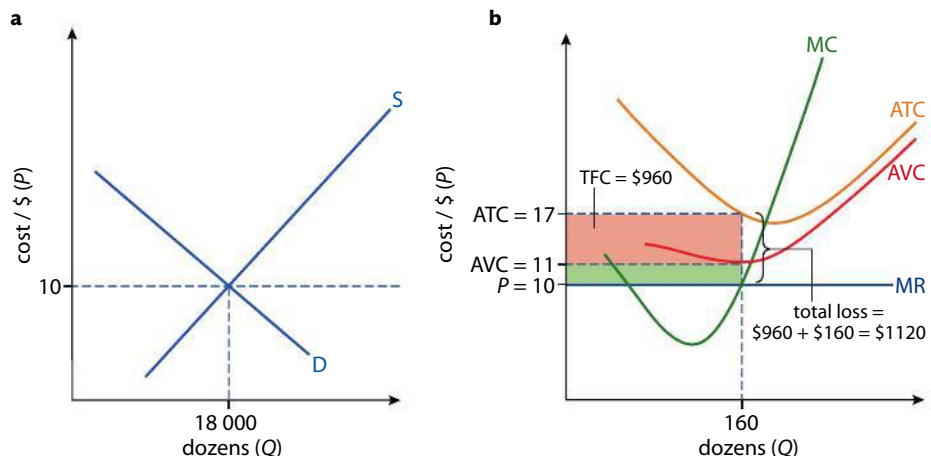 a
cost / $ (P)
S
10
D
18 000
dozens (Q)
b
cost / $ (P)
MC
ATC
AVC
TFC = $960
ATC = 17
AVC = 11
P = 10
MR
total loss =
$960 + $160 = $1120
160
dozens (Q)